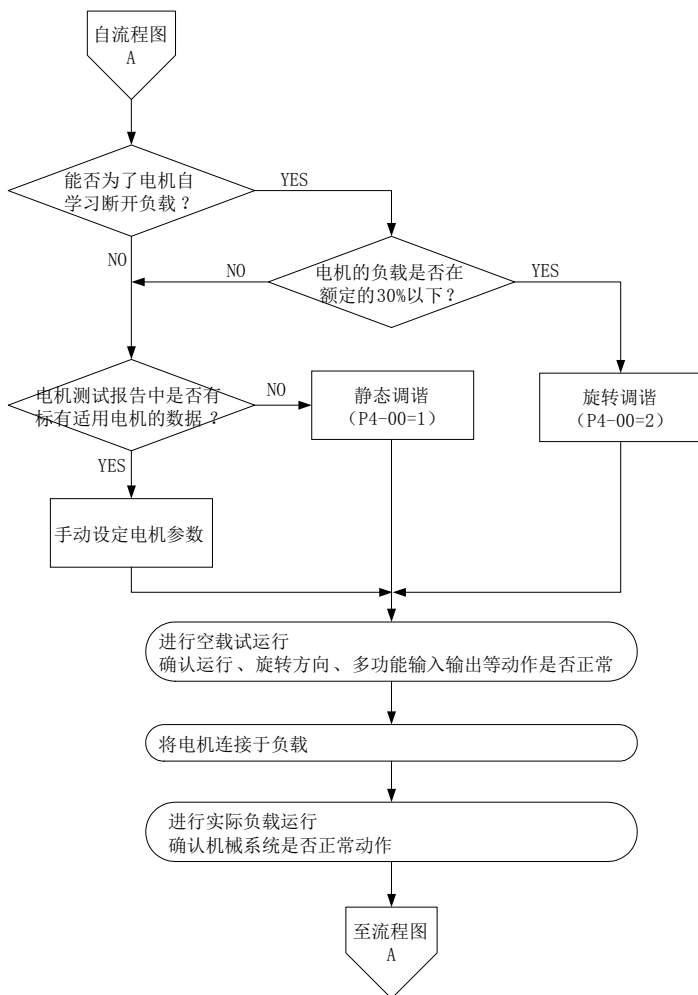 自流程图
A
能否为了电机自
学习断开负载？
YES
NO
电机的负载是否在
额定的30%以下？
NO
YES
电机测试报告中是否有
标有适用电机的数据？
NO
YES
静态调谐
（P4-00=1）
旋转调谐
（P4-00=2）
手动设定电机参数
进行空载试运行
确认运行、旋转方向、多功能输入输出等动作是否正常
将电机连接于负载
进行实际负载运行
确认机械系统是否正常动作
至流程图
A